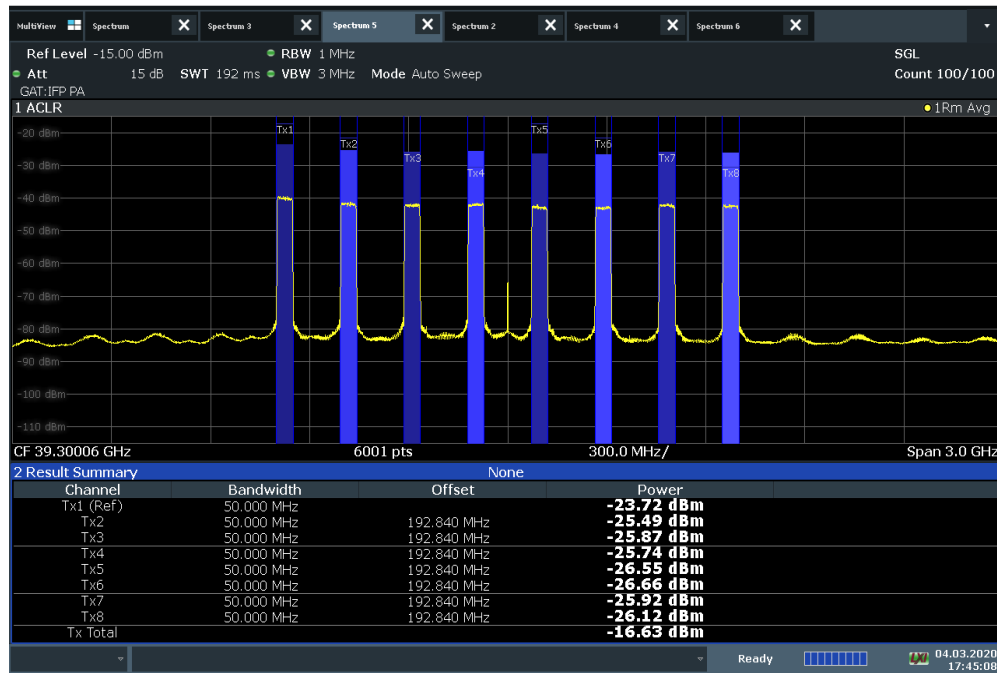 MultiView Spectrum X Spectrum 3 X Spectrum 5 X Spectrum 2 X Spectrum 4 X Spectrum 6 X
Ref Level -15.00 dBm RBW 1 MHz SGL
Att 15 dB SWT 192 ms VBW 3 MHz Mode Auto Sweep Count 100/100
GAT:IFP PA
1 ACLR 1Rm Avg
-20 dBm
Tx1 Tx5
Tx2 Tx6
Tx3 Tx7
-30 dBm
Tx4 Tx8
-40 dBm
-50 dBm
-60 dBm
-70 dBm
-80 dBm
-90 dBm
-100 dBm
-110 dBm
CF 39.30006 GHz 6001 pts 300.0 MHz/ Span 3.0 GHz
2 Result Summary None
Channel Bandwidth Offset Power
Tx1 (Ref) 50.000 MHz -23.72 dBm
Tx2 50.000 MHz 192.840 MHz -25.49 dBm
Tx3 50.000 MHz 192.840 MHz -25.87 dBm
Tx4 50.000 MHz 192.840 MHz -25.74 dBm
Tx5 50.000 MHz 192.840 MHz -26.55 dBm
Tx6 50.000 MHz 192.840 MHz -26.66 dBm
Tx7 50.000 MHz 192.840 MHz -25.92 dBm
Tx8 50.000 MHz 192.840 MHz -26.12 dBm
Tx Total -16.63 dBm
Ready LXI 04.03.2020
17:45:08